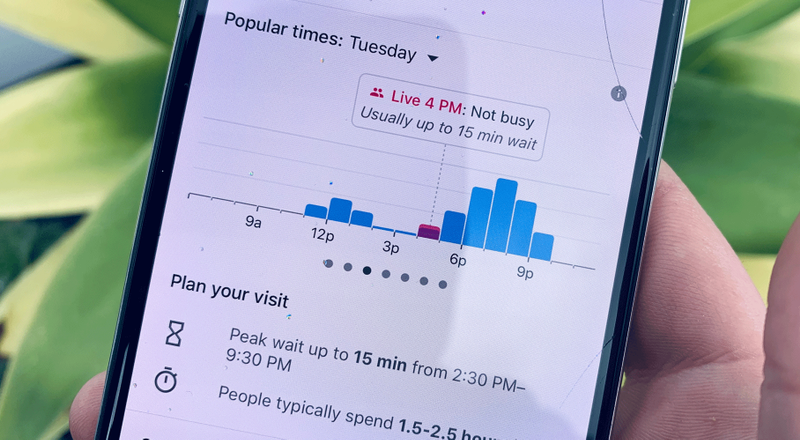 Popular times: Tuesday
Live 4 PM: Not busy
Usually up to 15 min wait
9a 12p 3p 6p 9p
Plan your visit
Peak wait up to 15 min from 2:30 PM–
9:30 PM
People typically spend 1.5-2.5